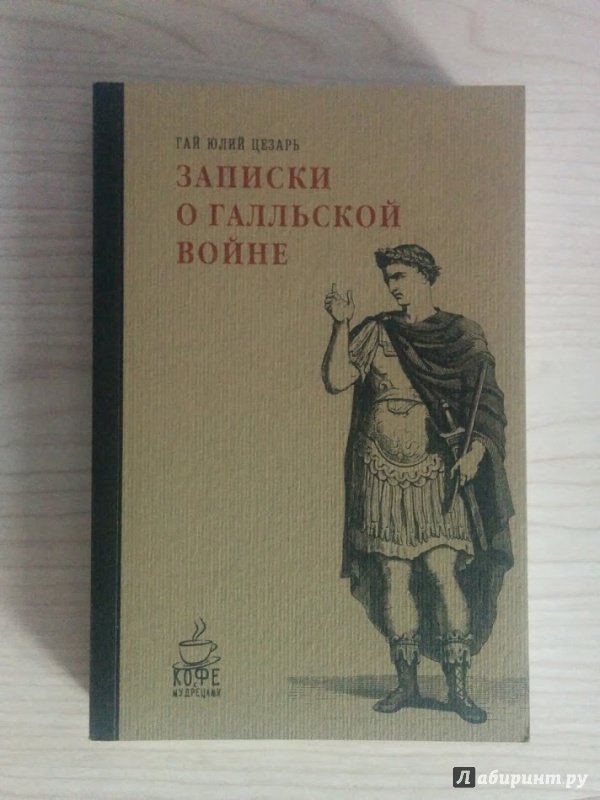 ГАЙ ЮЛИЙ ЦЕЗАРЬ
ЗАПИСКИ
О ГАЛЛЬСКОЙ
ВОЙНЕ
КОФЕ
С
МУДРЕЦАМИ
Лабиринт.ру